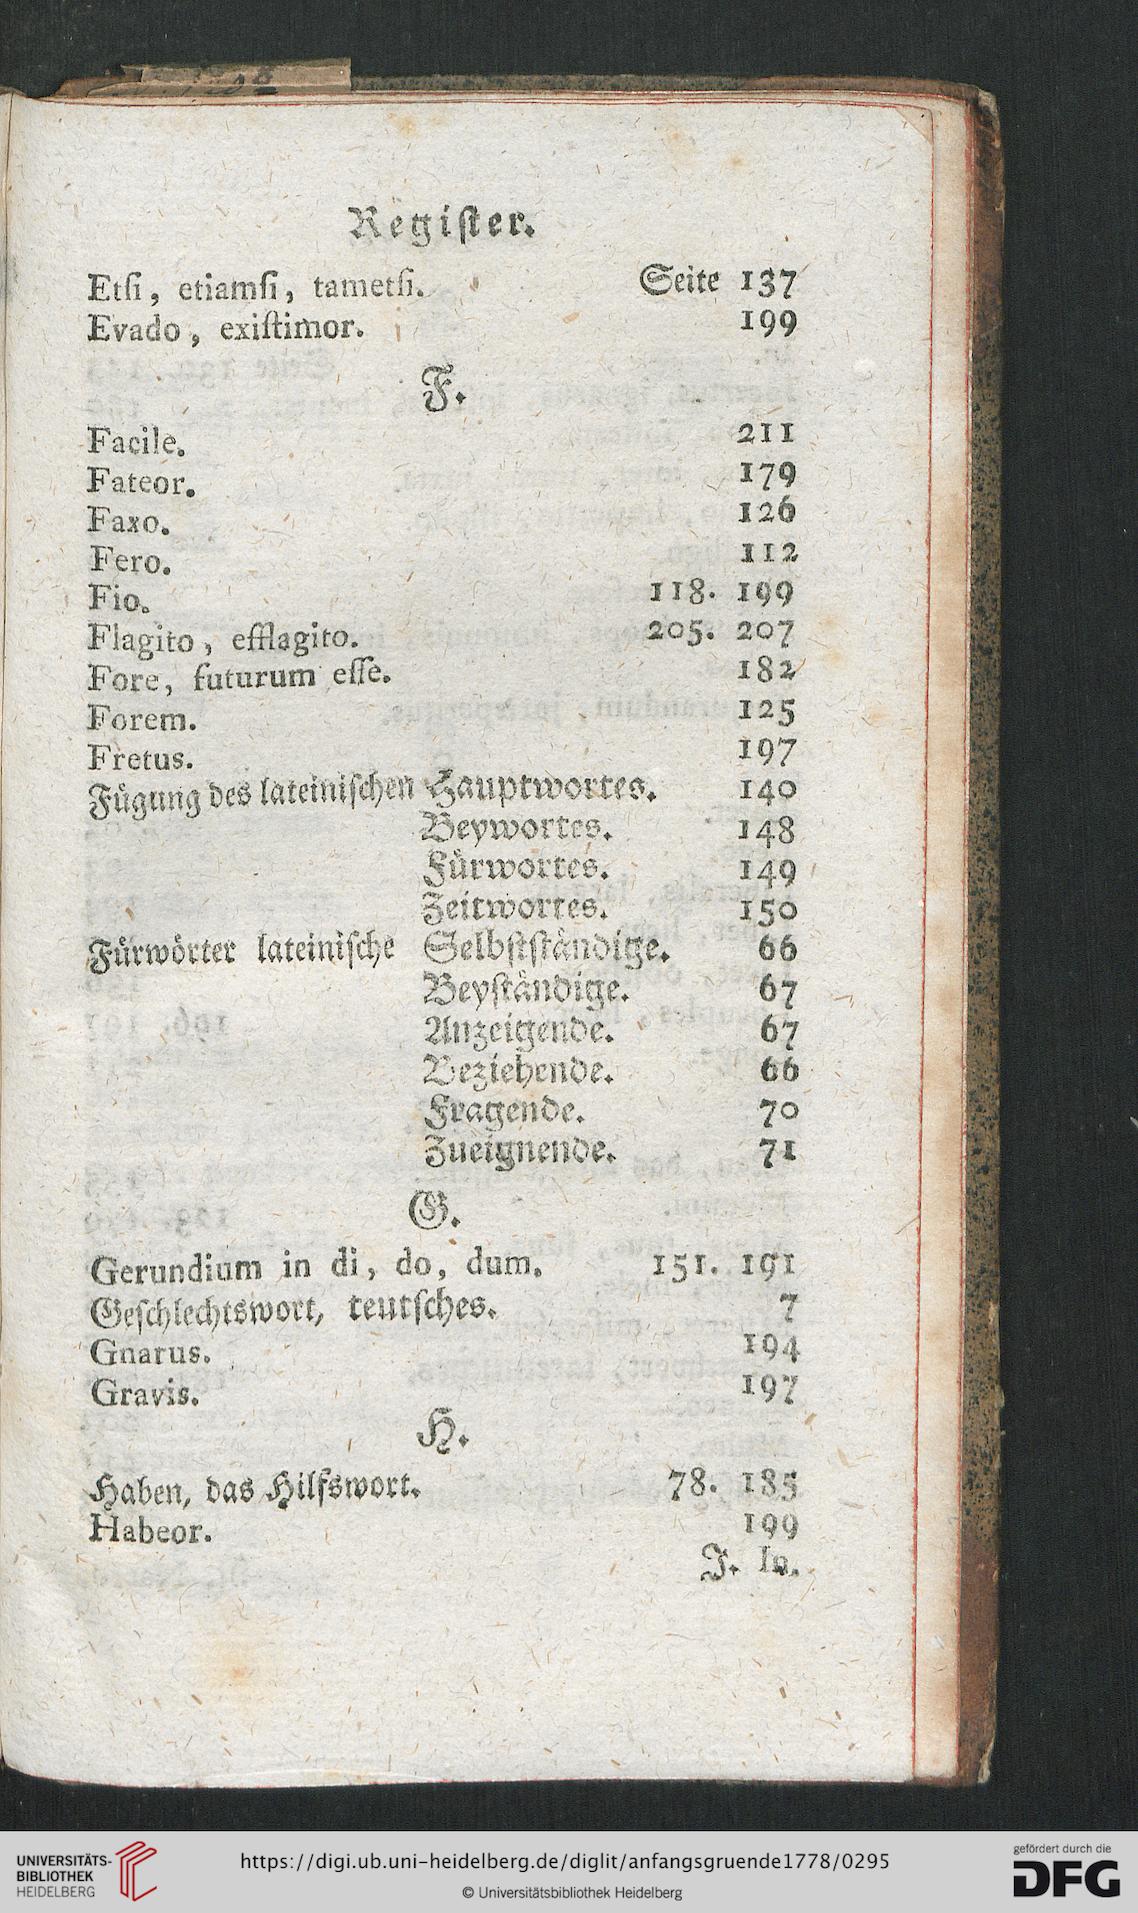 Regiſter.
Etſi, etiamſi, tametſi. Seite 137
Evado, exiſtimor. 199
F.
Facile. 211
Fateor. 179
Faxo. 126
Fero. 112
Fio. 118. 199
Flagito, efflagito. 205. 207
Fore, futurum eſſe. 182
Forem. 125
Fretus. 197
Fügung des lateiniſchen Hauptwortes. 140
Beywortes. 148
Fürwortes. 149
Zeitwortes. 150
Fürwörter lateiniſche Selbſtſtändige. 66
Beyſtändige. 67
Anzeigende. 67
Beziehende. 66
Fragende. 70
Zueignende. 71
G.
Gerundium in di, do, dum. 151. 191
Geſchlechtswort, teutſches. 7
Gnarus. 194
Gravis. 197
H.
Haben, das Hilfswort. 78. 185
Habeor. 199
J. In.
UNIVERSITÄTS-
BIBLIOTHEK
HEIDELBERG
https://digi.ub.uni-heidelberg.de/diglit/anfangsgruende1778/0295
© Universitätsbibliothek Heidelberg
gefördert durch die
DFG